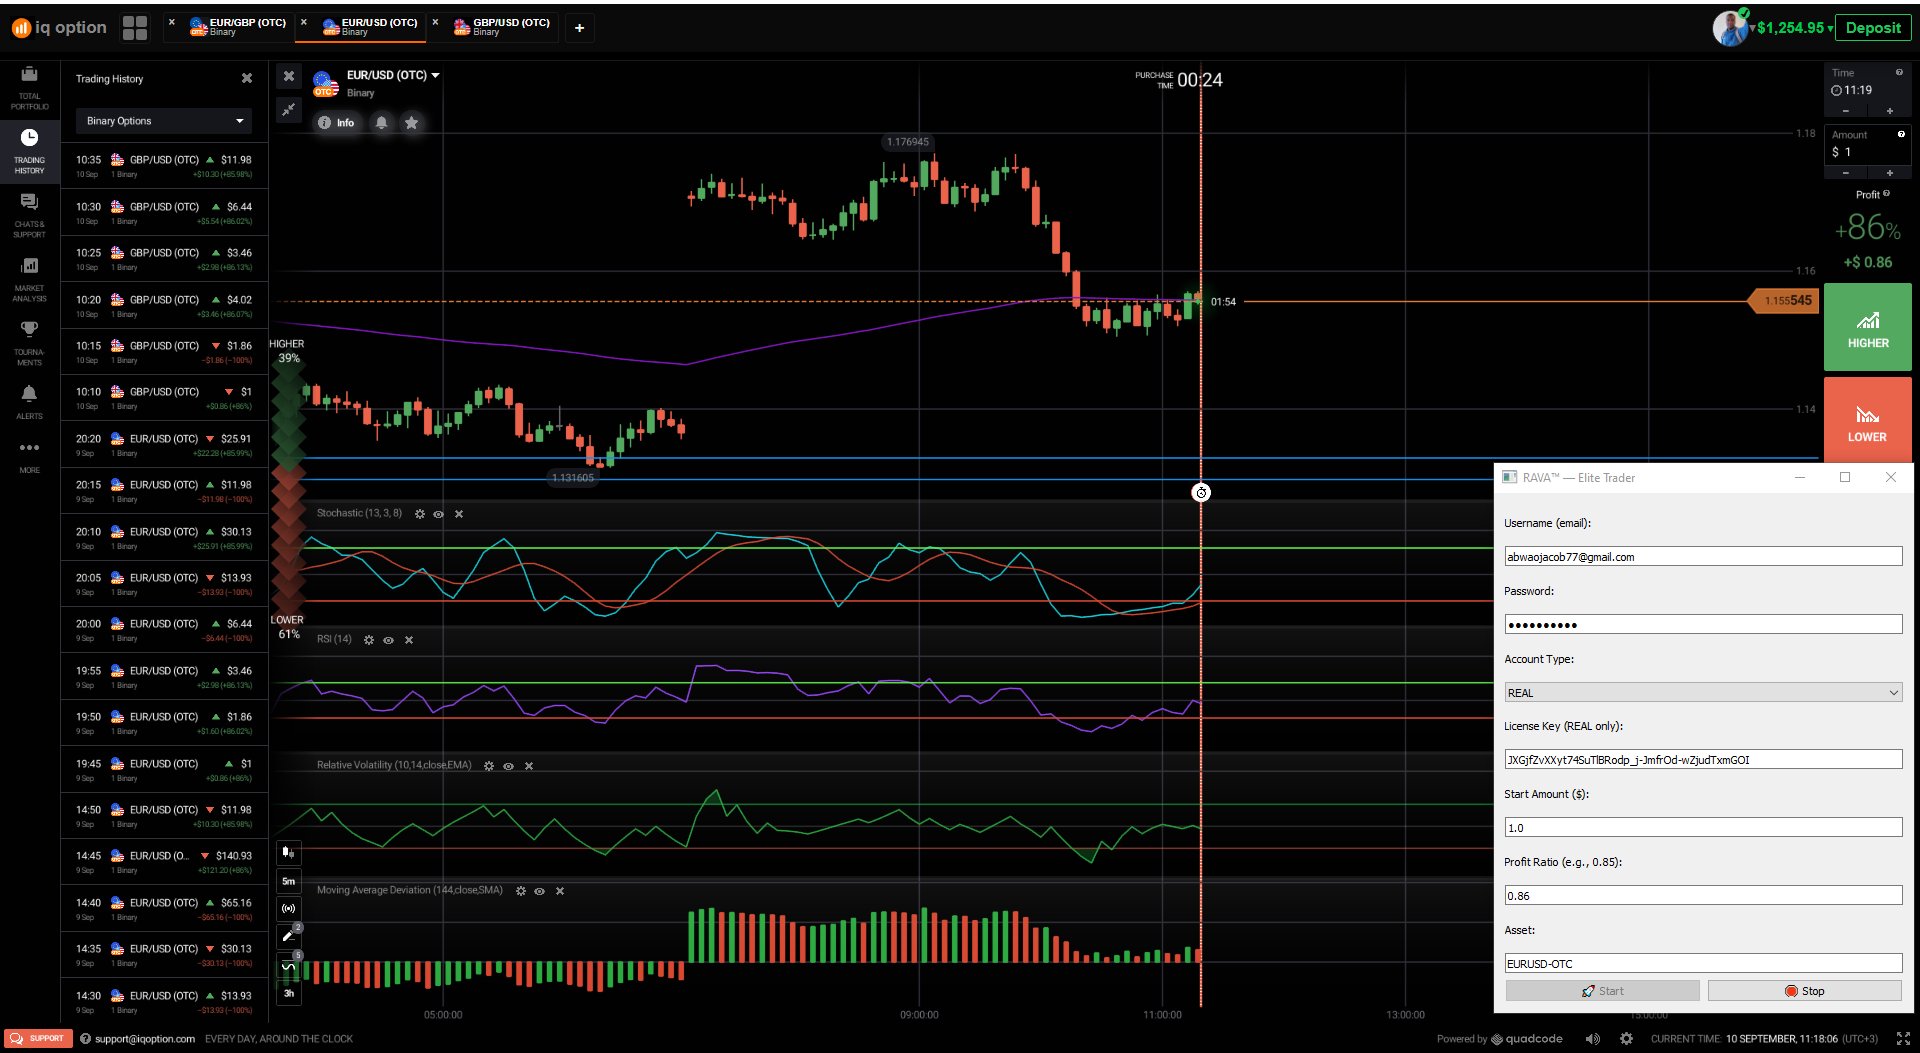 iq option
EUR/GBP (OTC)
Binary
EUR/USD (OTC)
Binary
GBP/USD (OTC)
Binary
+
$1,254.95
Deposit
TOTAL
PORTFOLIO
TRADING
HISTORY
CHATS &
SUPPORT
MARKET
ANALYSIS
TOURNA-
MENTS
ALERTS
MORE
Trading History
Binary Options
10:35 GBP/USD (OTC) $11.98
10 Sep 1 Binary +$10.30 (+85.98%)
10:30 GBP/USD (OTC) $6.44
10 Sep 1 Binary +$5.54 (+86.02%)
10:25 GBP/USD (OTC) $3.46
10 Sep 1 Binary +$2.98 (+86.13%)
10:20 GBP/USD (OTC) $4.02
10 Sep 1 Binary +$3.46 (+86.07%)
10:15 GBP/USD (OTC) $1.86
10 Sep 1 Binary −$1.86 (−100%)
10:10 GBP/USD (OTC) $1
10 Sep 1 Binary +$0.86 (+86%)
20:20 EUR/USD (OTC) $25.91
9 Sep 1 Binary +$22.28 (+85.99%)
20:15 EUR/USD (OTC) $11.98
9 Sep 1 Binary −$11.98 (−100%)
20:10 EUR/USD (OTC) $30.13
9 Sep 1 Binary +$25.91 (+85.99%)
20:05 EUR/USD (OTC) $13.93
9 Sep 1 Binary −$13.93 (−100%)
20:00 EUR/USD (OTC) $6.44
9 Sep 1 Binary −$6.44 (−100%)
19:55 EUR/USD (OTC) $3.46
9 Sep 1 Binary +$2.98 (+86.13%)
19:50 EUR/USD (OTC) $1.86
9 Sep 1 Binary +$1.60 (+86.02%)
19:45 EUR/USD (OTC) $1
9 Sep 1 Binary +$0.86 (+86%)
14:50 EUR/USD (OTC) $11.98
9 Sep 1 Binary +$10.30 (+85.98%)
14:45 EUR/USD (O... $140.93
9 Sep 1 Binary +$121.20 (+86%)
14:40 EUR/USD (OTC) $65.16
9 Sep 1 Binary −$65.16 (−100%)
14:35 EUR/USD (OTC) $30.13
9 Sep 1 Binary −$30.13 (−100%)
14:30 EUR/USD (OTC) $13.93
9 Sep 1 Binary −$13.93 (−100%)
OTC
EUR/USD (OTC)
Binary
Info
PURCHASE
TIME
00:24
1.176945
1.131605
01:54
1.18
1.16
1.155545
1.14
HIGHER
39%
LOWER
61%
Stochastic (13, 3, 8)
RSI (14)
Relative Volatility (10,14,close,EMA)
Moving Average Deviation (144,close,SMA)
5m
2
5
3h
05:00:00
09:00:00
11:00:00
13:00:00
15:00:00
Time
11:19
− +
Amount
$ 1
− +
Profit
+86%
+$ 0.86
HIGHER
LOWER
RAVA™ — Elite Trader
Username (email):
abwaojacob77@gmail.com
Password:
Account Type:
REAL
License Key (REAL only):
JXGjfZvXXyt74SuTlBRodp_j-JmfrOd-wZjudTxmGOI
Start Amount ($):
1.0
Profit Ratio (e.g., 0.85):
0.86
Asset:
EURUSD-OTC
Start
Stop
SUPPORT
support@iqoption.com
EVERY DAY, AROUND THE CLOCK
Powered by quadcode
CURRENT TIME: 10 SEPTEMBER, 11:18:06 (UTC+3)